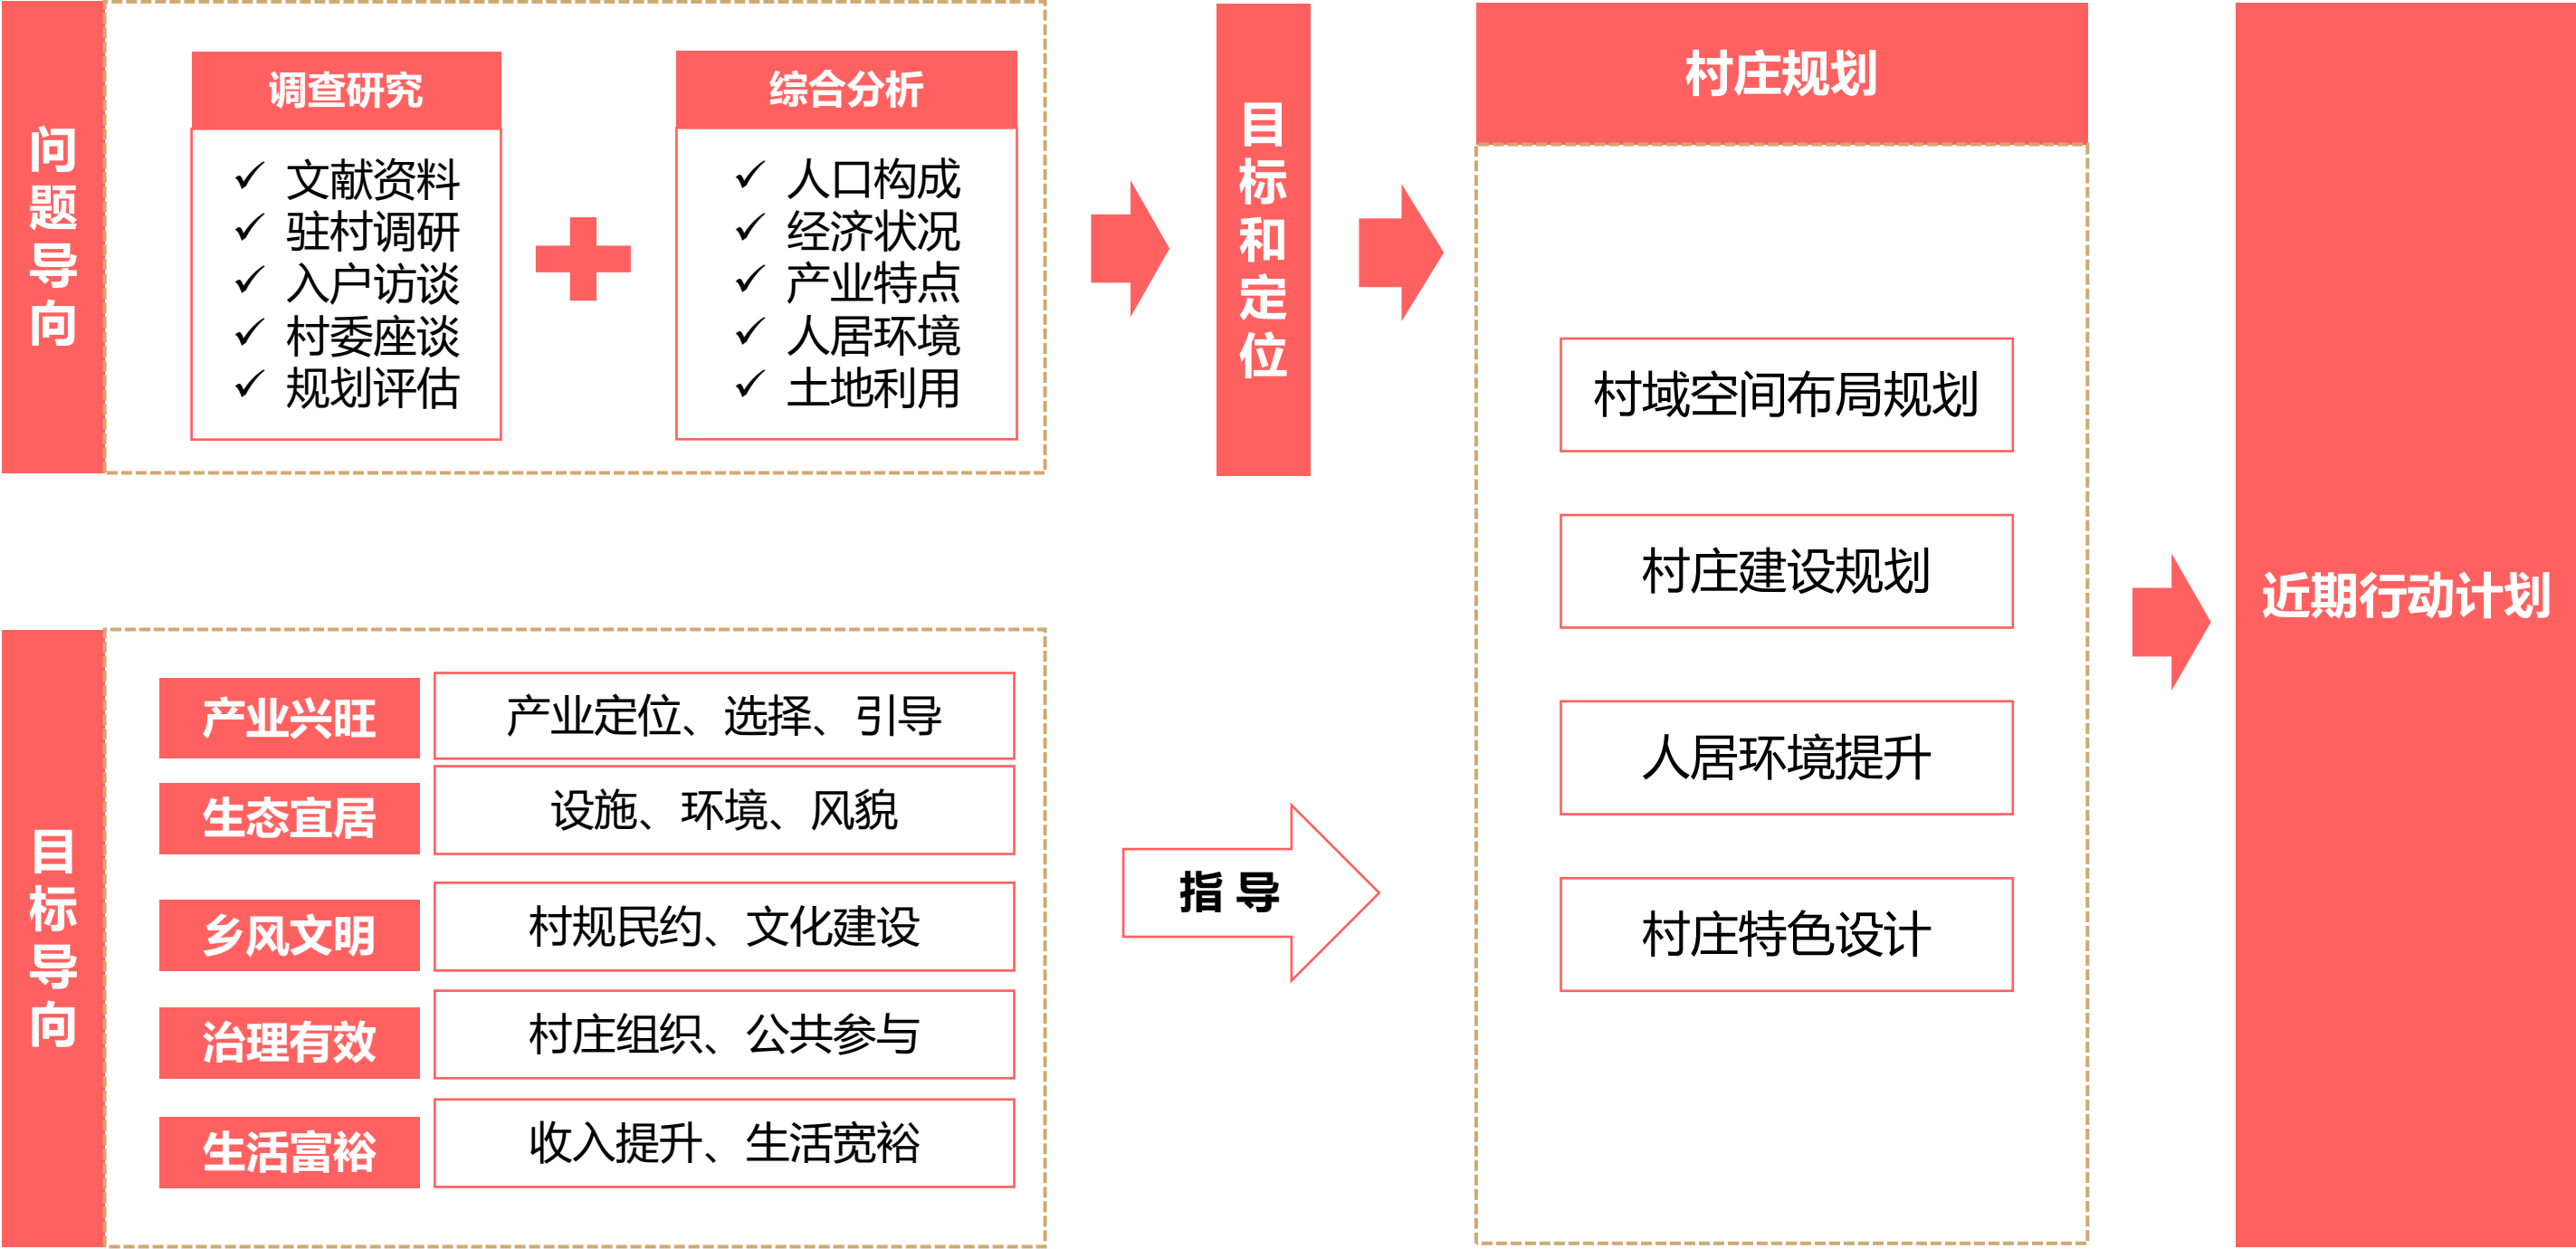 问题导向
调查研究
文献资料
驻村调研
入户访谈
村委座谈
规划评估
综合分析
人口构成
经济状况
产业特点
人居环境
土地利用
目标和定位
目标导向
产业兴旺
产业定位、选择、引导
生态宜居
设施、环境、风貌
乡风文明
村规民约、文化建设
治理有效
村庄组织、公共参与
生活富裕
收入提升、生活宽裕
指导
村庄规划
村域空间布局规划
村庄建设规划
人居环境提升
村庄特色设计
近期行动计划